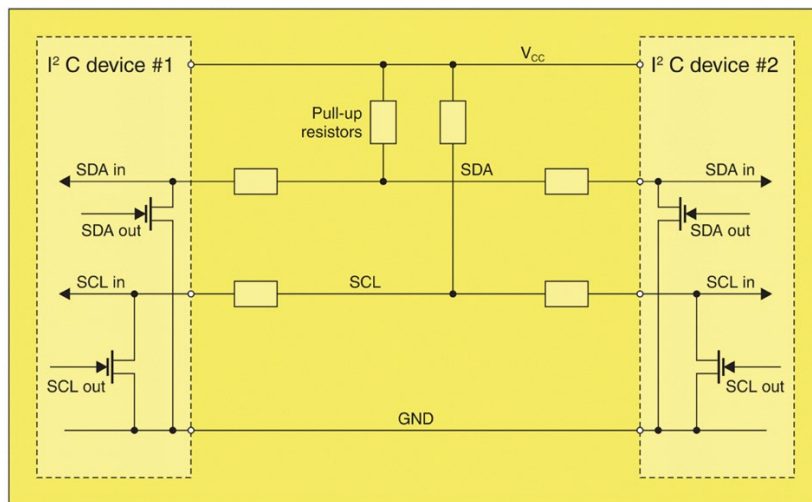 I² C device #1
V_CC
I² C device #2
Pull-up
resistors
SDA in
SDA
SDA in
SDA out
SDA out
SCL in
SCL
SCL in
SCL out
SCL out
GND